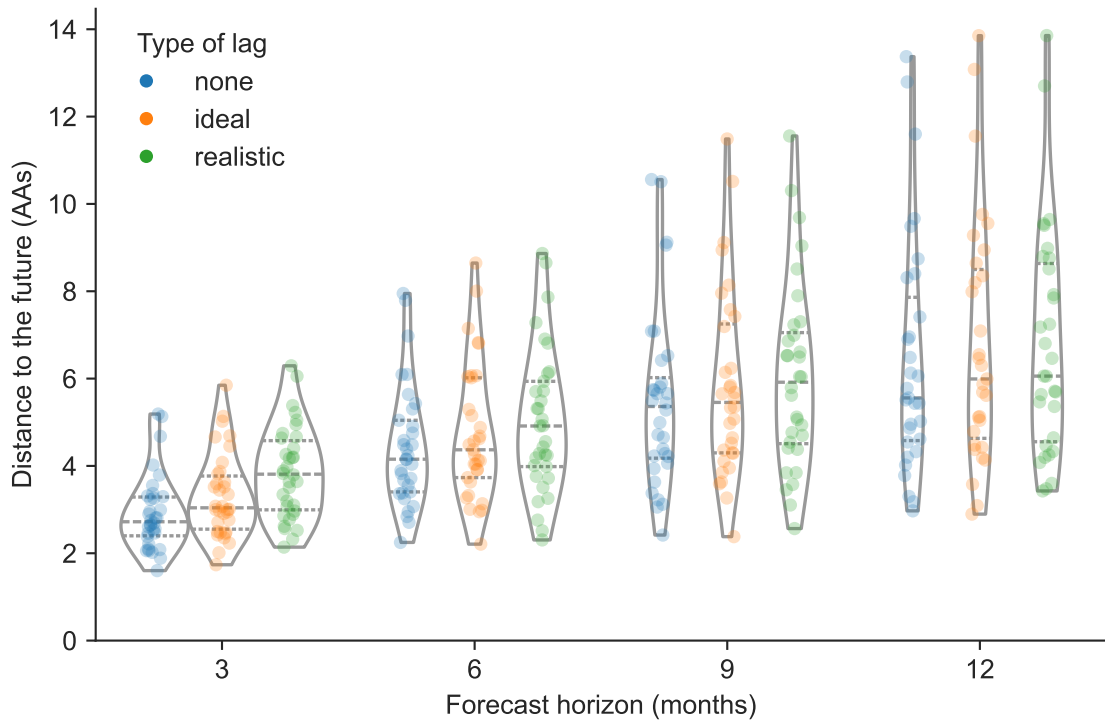 Distance to the future (AAs)
14
12
10
8
6
4
2
0
Type of lag
none
ideal
realistic
3
6
9
12
Forecast horizon (months)